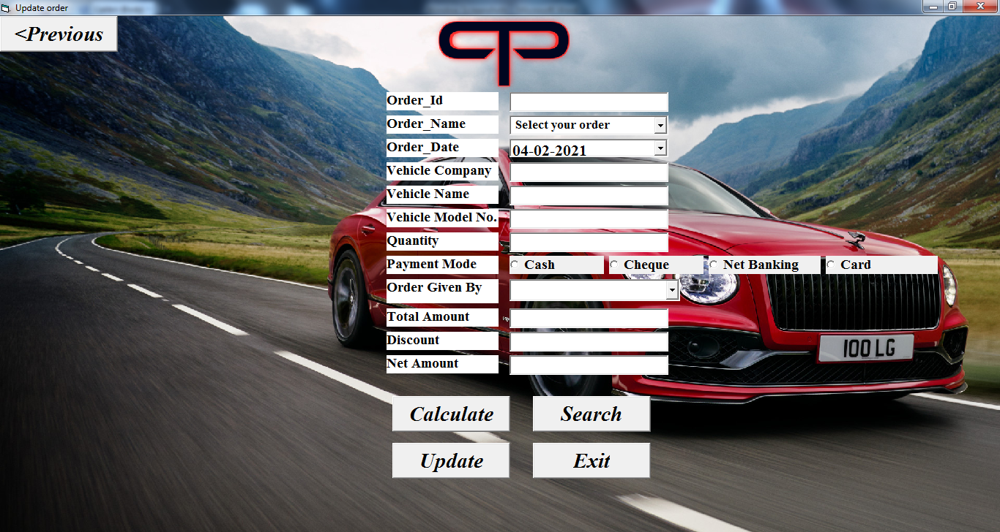 Update order
<Previous
Order_Id
Order_Name Select your order
Order_Date 04-02-2021
Vehicle Company
Vehicle Name
Vehicle Model No.
Quantity
Payment Mode Cash Cheque Net Banking Card
Order Given By
Total Amount
Discount
Net Amount
100 LG
Calculate Search
Update Exit